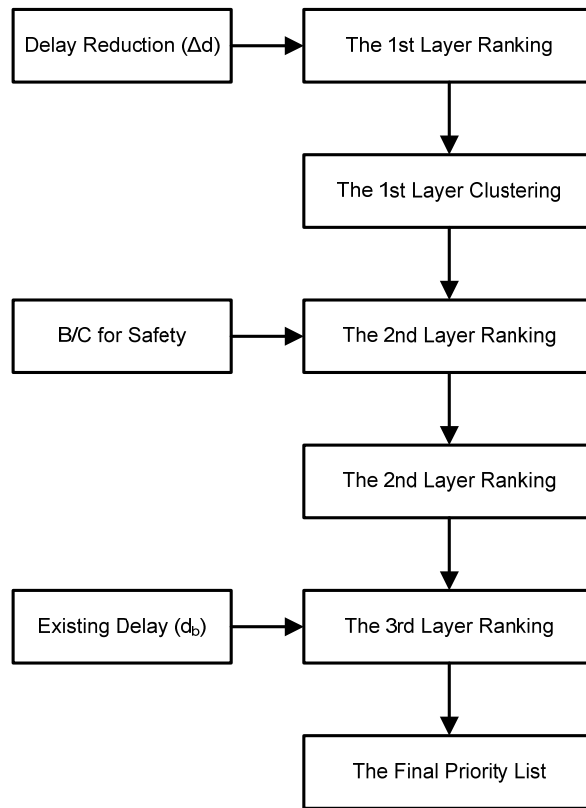 Delay Reduction (Δd)
The 1st Layer Ranking
The 1st Layer Clustering
B/C for Safety
The 2nd Layer Ranking
The 2nd Layer Ranking
Existing Delay (d_b)
The 3rd Layer Ranking
The Final Priority List